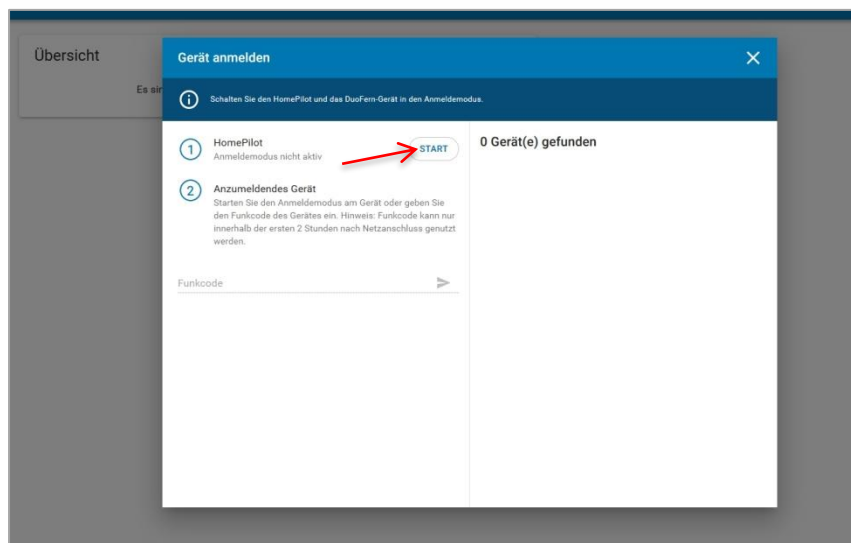 Übersicht
Es sin
Gerät anmelden
Schalten Sie den HomePilot und das DuoFern-Gerät in den Anmeldemodus.
1
HomePilot
Anmeldemodus nicht aktiv
START
2
Anzumeldendes Gerät
Starten Sie den Anmeldemodus am Gerät oder geben Sie
den Funkcode des Gerätes ein. Hinweis: Funkcode kann nur
innerhalb der ersten 2 Stunden nach Netzanschluss genutzt
werden.
Funkcode
0 Gerät(e) gefunden